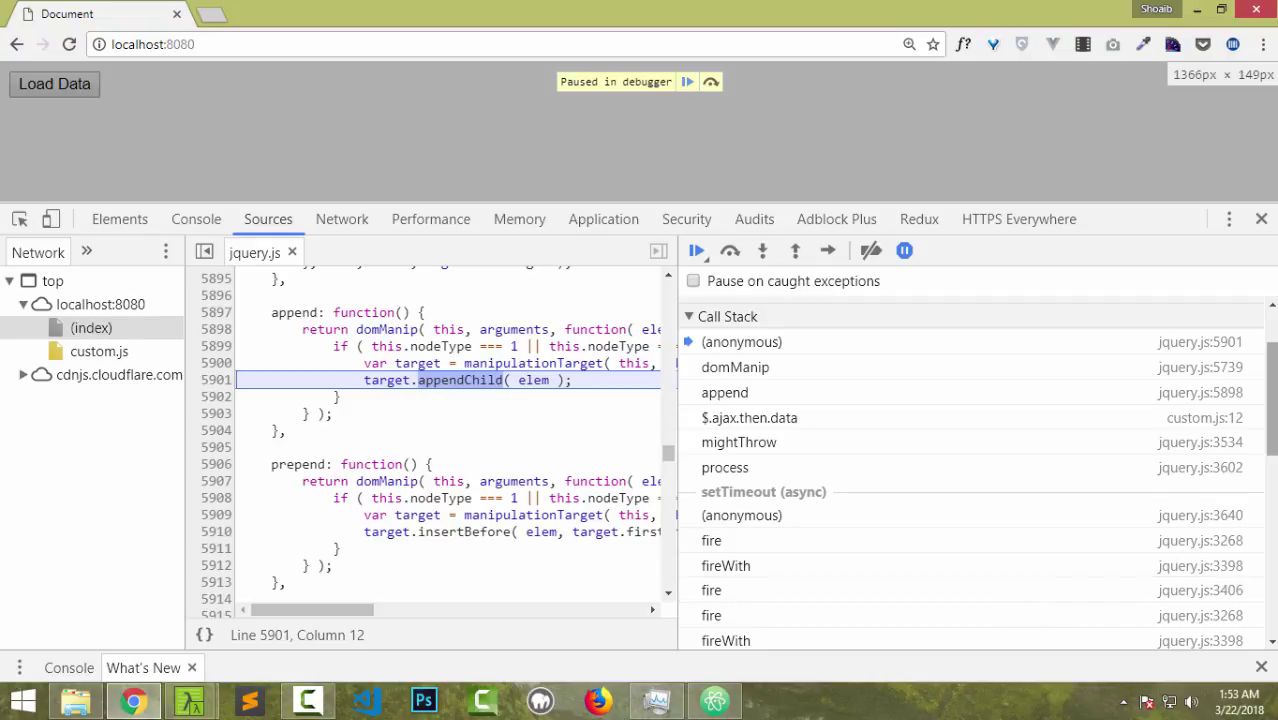 Document
Shoaib
localhost:8080
f?
Load Data
Paused in debugger
1366px × 149px
Elements Console Sources Network Performance Memory Application Security Audits Adblock Plus Redux HTTPS Everywhere
Network
jquery.js
top
localhost:8080
(index)
custom.js
cdnjs.cloudflare.com
5895 },
5896
5897 append: function() {
5898 return domManip( this, arguments, function( ele
5899 if ( this.nodeType === 1 || this.nodeType =
5900 var target = manipulationTarget( this,
5901 target.appendChild( elem );
5902 }
5903 } );
5904 },
5905
5906 prepend: function() {
5907 return domManip( this, arguments, function( ele
5908 if ( this.nodeType === 1 || this.nodeType =
5909 var target = manipulationTarget( this,
5910 target.insertBefore( elem, target.first
5911 }
5912 } );
5913 },
5914
5915
{} Line 5901, Column 12
Pause on caught exceptions
Call Stack
(anonymous) jquery.js:5901
domManip jquery.js:5739
append jquery.js:5898
$.ajax.then.data custom.js:12
mightThrow jquery.js:3534
process jquery.js:3602
setTimeout (async)
(anonymous) jquery.js:3640
fire jquery.js:3268
fireWith jquery.js:3398
fire jquery.js:3406
fire jquery.js:3268
fireWith jquery.js:3398
Console What's New
Ps
1:53 AM
3/22/2018